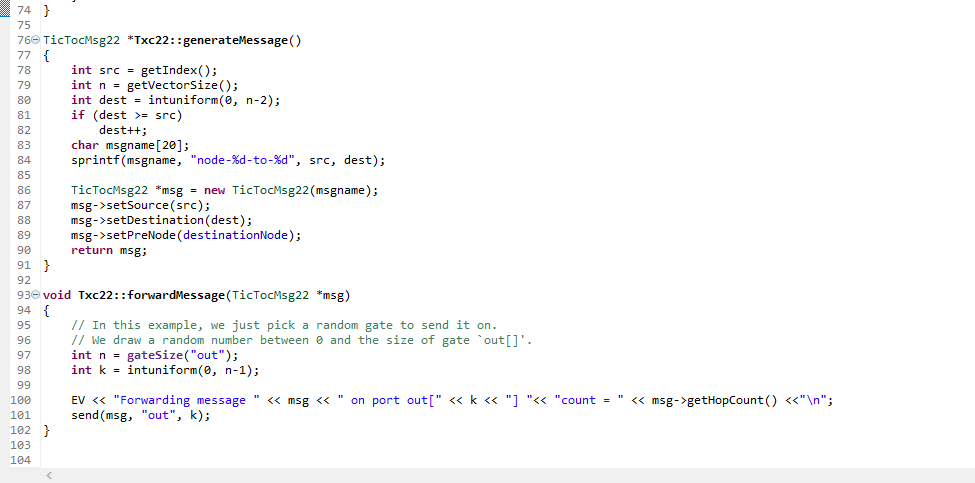 74 }
75
76 TicTocMsg22 *Txc22::generateMessage()
77 {
78     int src = getIndex();
79     int n = getVectorSize();
80     int dest = intuniform(0, n-2);
81     if (dest >= src)
82         dest++;
83     char msgname[20];
84     sprintf(msgname, "node-%d-to-%d", src, dest);
85
86     TicTocMsg22 *msg = new TicTocMsg22(msgname);
87     msg->setSource(src);
88     msg->setDestination(dest);
89     msg->setPreNode(destinationNode);
90     return msg;
91 }
92
93 void Txc22::forwardMessage(TicTocMsg22 *msg)
94 {
95     // In this example, we just pick a random gate to send it on.
96     // We draw a random number between 0 and the size of gate `out[]'.
97     int n = gateSize("out");
98     int k = intuniform(0, n-1);
99
100     EV << "Forwarding message " << msg << " on port out[" << k << "] "<< "count = " << msg->getHopCount() <<"\n";
101     send(msg, "out", k);
102 }
103
104